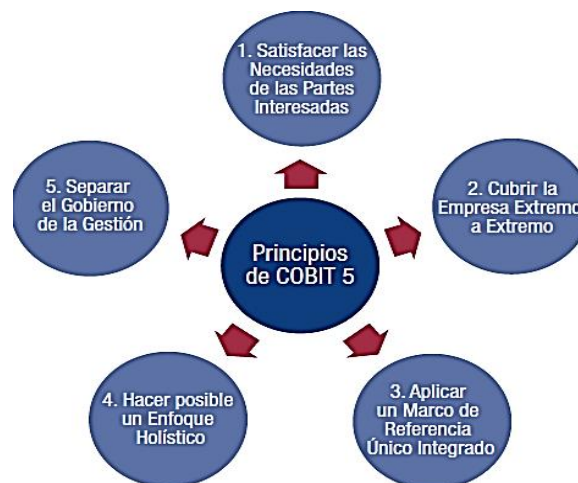 1. Satisfacer las
Necesidades
de las Partes
Interesadas
2. Cubrir la
Empresa Extremo
a Extremo
3. Aplicar
un Marco de
Referencia
Único Integrado
4. Hacer posible
un Enfoque
Holístico
5. Separar
el Gobierno
de la Gestión
Principios
de COBIT 5